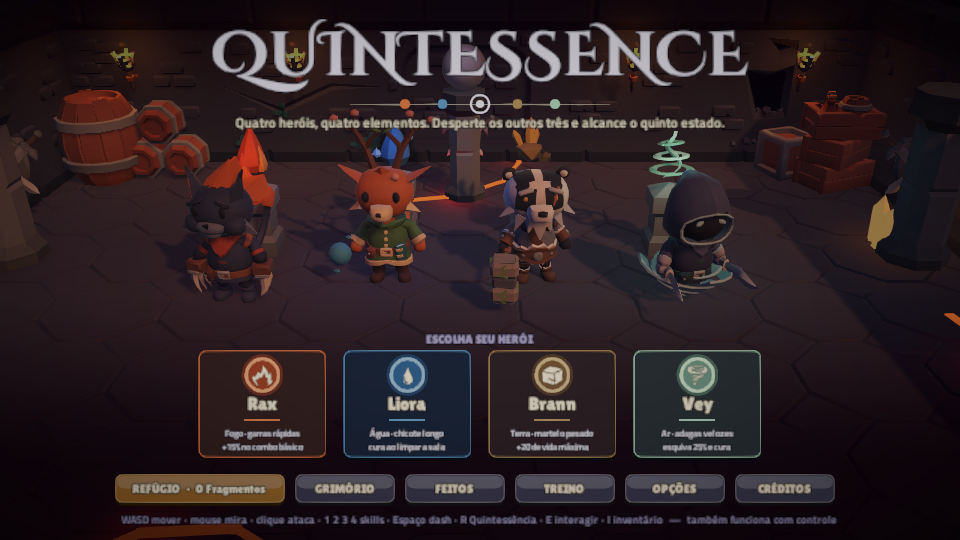 QUINTESSENCE
Quatro heróis, quatro elementos. Desperte os outros três e alcance o quinto estado.
ESCOLHA SEU HERÓI
Rax
Fogo · garras rápidas
+15% no combo básico
Liora
Água · chicote longo
cura ao limpar a sala
Brann
Terra · martelo pesado
+20 de vida máxima
Vey
Ar · adagas velozes
esquiva 25% e cura
REFÚGIO · 0 Fragmentos
GRIMÓRIO
FEITOS
TREINO
OPÇÕES
CRÉDITOS
WASD mover · mouse mira · clique ataca · 1 2 3 4 skills · Espaço dash · R Quintessência · E interagir · I inventário — também funciona com controle